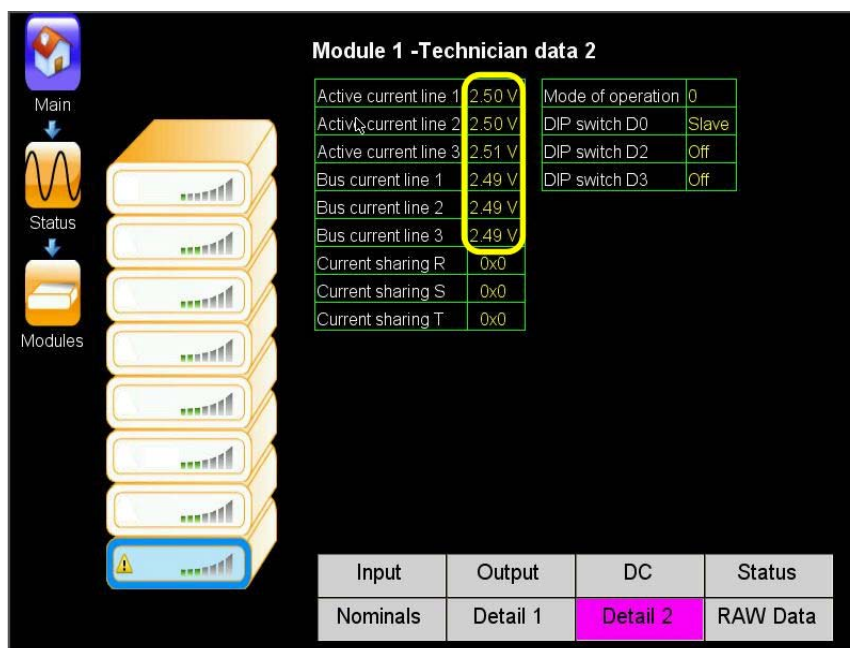 Module 1 -Technician data 2
Main
Status
Modules
Active current line 1 2.50 V
Active current line 2 2.50 V
Active current line 3 2.51 V
Bus current line 1 2.49 V
Bus current line 2 2.49 V
Bus current line 3 2.49 V
Current sharing R 0x0
Current sharing S 0x0
Current sharing T 0x0
Mode of operation 0
DIP switch D0 Slave
DIP switch D2 Off
DIP switch D3 Off
Input Output DC Status
Nominals Detail 1 Detail 2 RAW Data